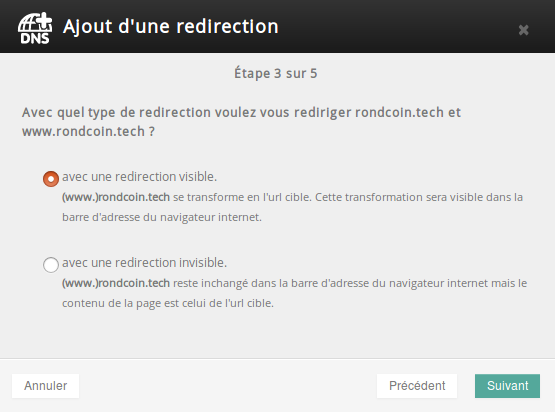 DNS
Ajout d'une redirection
Étape 3 sur 5
Avec quel type de redirection voulez vous rediriger rondcoin.tech et
www.rondcoin.tech ?
avec une redirection visible.
(www.)rondcoin.tech se transforme en l'url cible. Cette transformation sera visible dans la
barre d'adresse du navigateur internet.
avec une redirection invisible.
(www.)rondcoin.tech reste inchangé dans la barre d'adresse du navigateur internet mais le
contenu de la page est celui de l'url cible.
Annuler
Précédent
Suivant